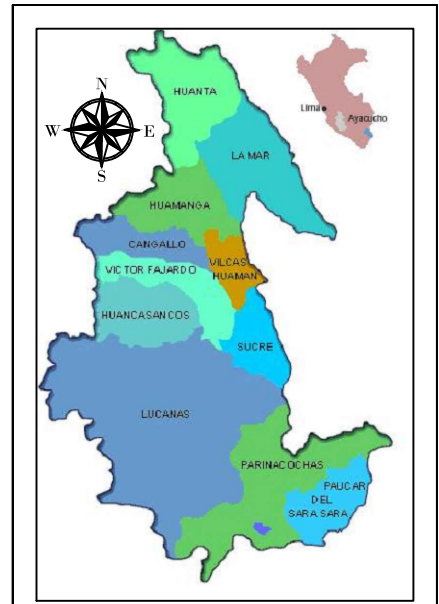 HUANTA
N
W E
S
Lima
Ayacucho
LA MAR
HUAMANGA
CANGALLO
VILCAS
HUAMAN
VICTOR FAJARDO
HUANCASANCOS
SUCRE
LUCANAS
PARINACOCHAS
PAUCAR
DEL
SARA SARA